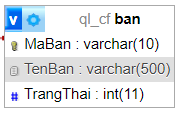 v ql_cf ban
MaBan : varchar(10)
TenBan : varchar(500)
# TrangThai : int(11)